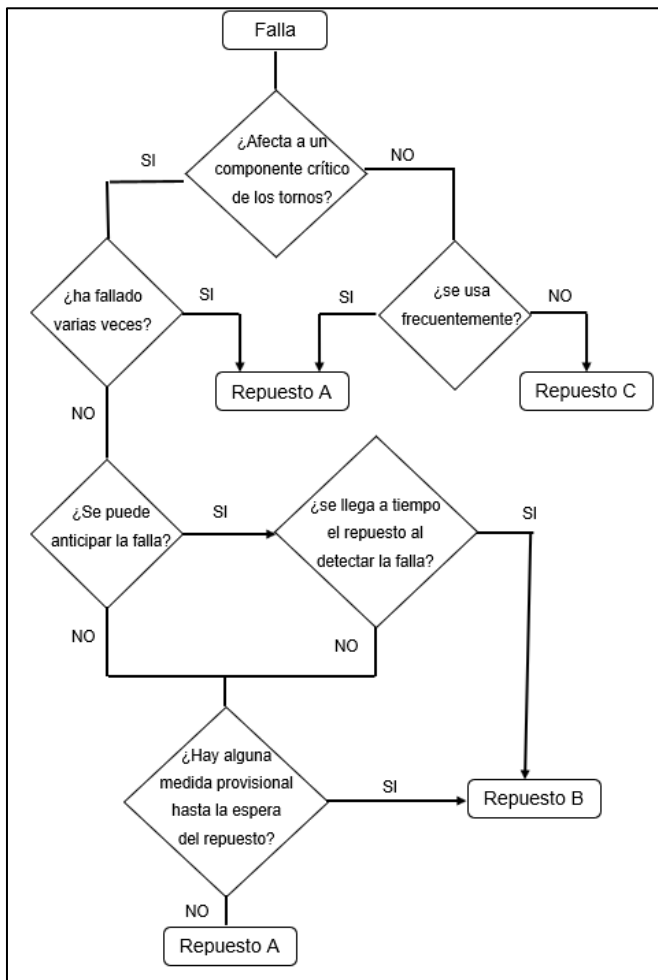 Falla
¿Afecta a un
componente crítico
de los tornos?
SI
NO
¿ha fallado
varias veces?
SI
SI
¿se usa
frecuentemente?
NO
Repuesto A
Repuesto C
NO
¿Se puede
anticipar la falla?
SI
¿se llega a tiempo
el repuesto al
detectar la falla?
SI
NO
NO
¿Hay alguna
medida provisional
hasta la espera
del repuesto?
SI
Repuesto B
NO
Repuesto A